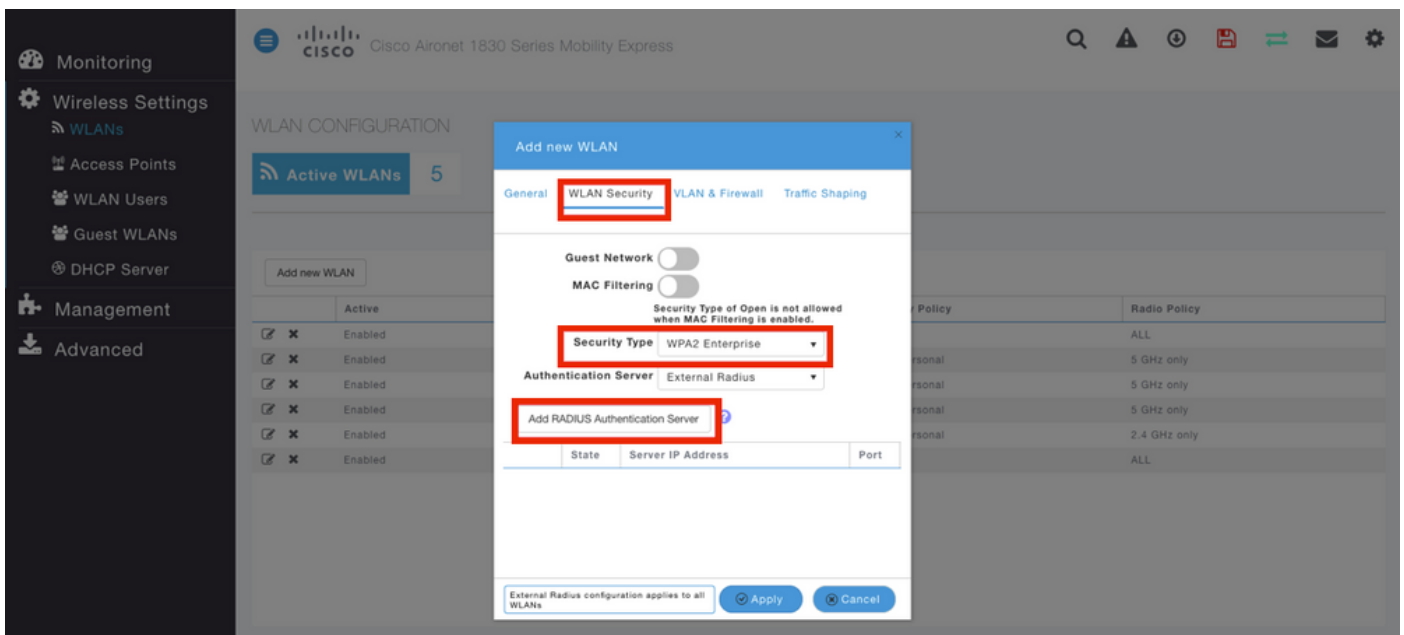 Monitoring
Wireless Settings
WLANs
Access Points
WLAN Users
Guest WLANs
DHCP Server
Management
Advanced
CISCO Cisco Aironet 1830 Series Mobility Express
WLAN CONFIGURATION
Active WLANs 5
Add new WLAN
Active y Policy Radio Policy
Enabled ALL
Enabled rsonal 5 GHz only
Enabled rsonal 5 GHz only
Enabled rsonal 5 GHz only
Enabled rsonal 2.4 GHz only
Enabled ALL
Add new WLAN
General WLAN Security VLAN & Firewall Traffic Shaping
Guest Network
MAC Filtering
Security Type of Open is not allowed
when MAC Filtering is enabled.
Security Type WPA2 Enterprise
Authentication Server External Radius
Add RADIUS Authentication Server ?
State Server IP Address Port
External Radius configuration applies to all
WLANs
Apply Cancel